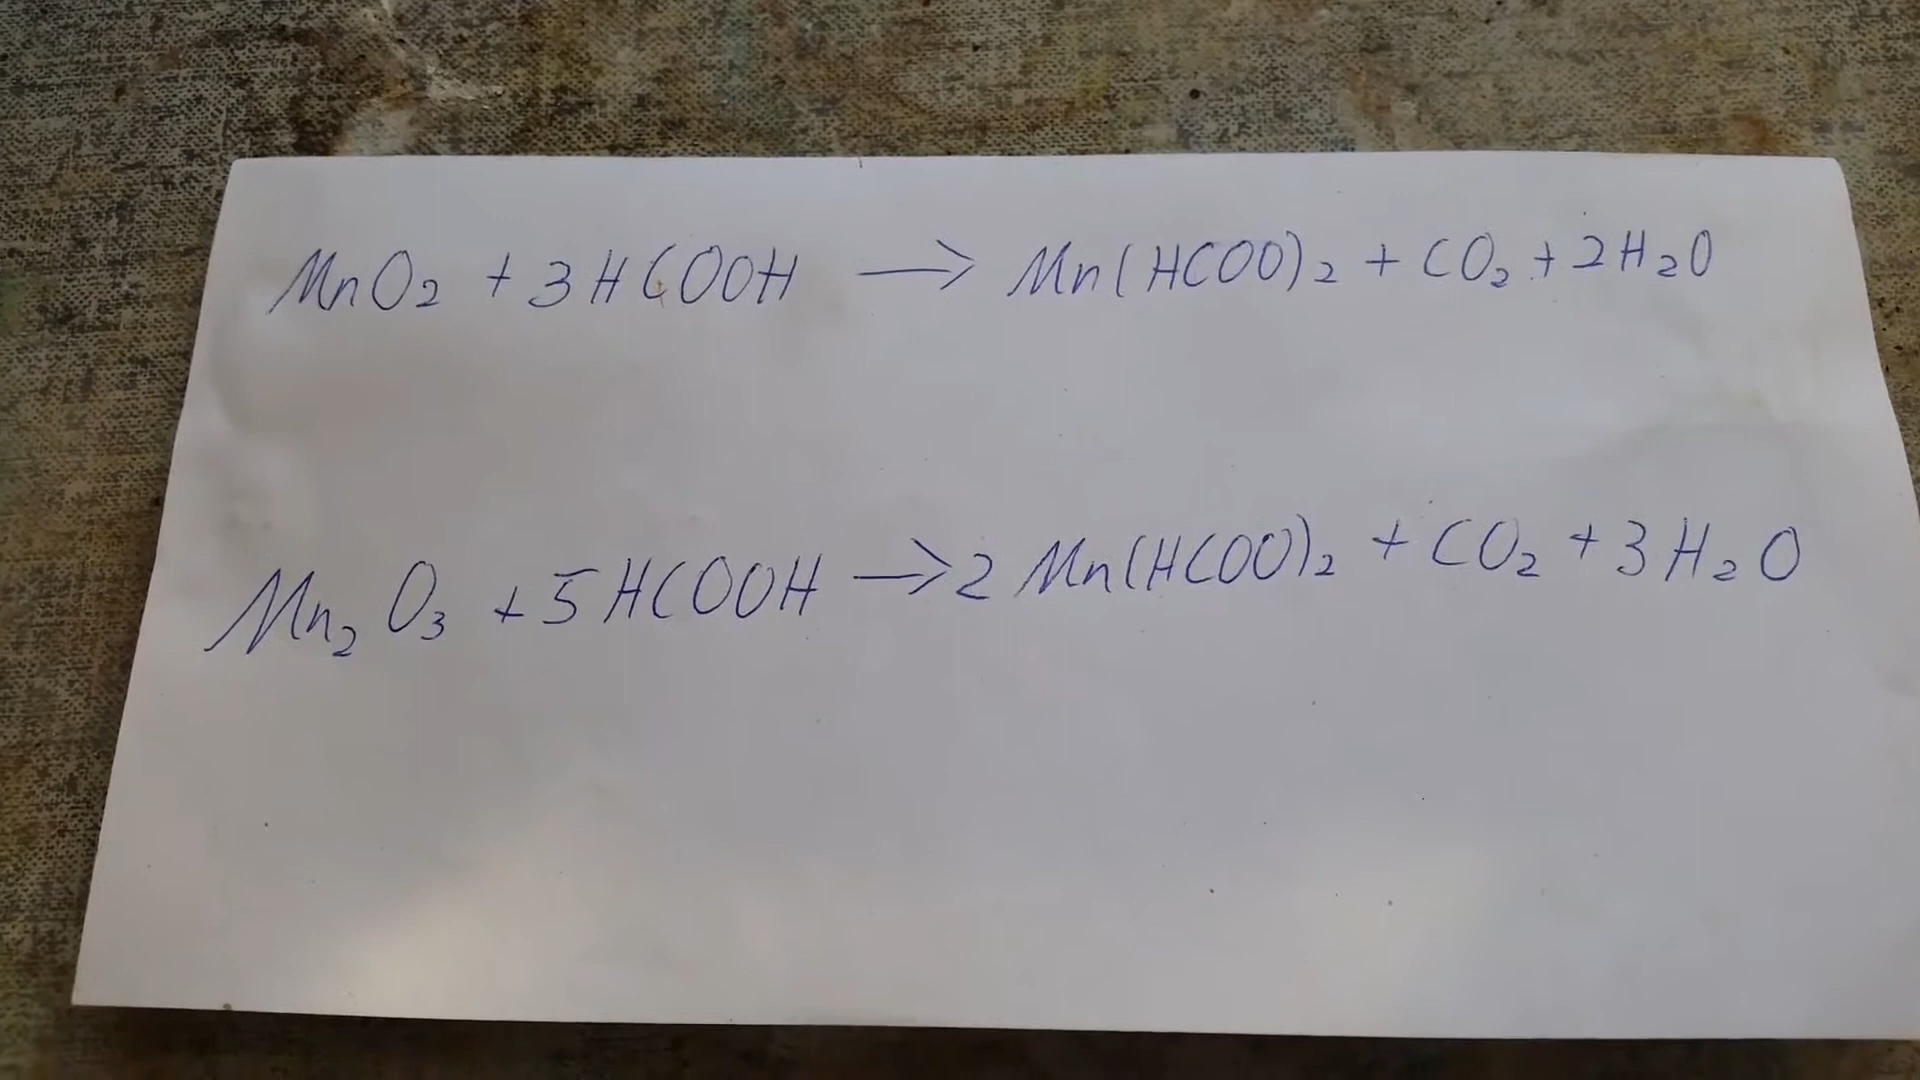 MnO₂ + 3HCOOH → Mn(HCOO)₂ + CO₂ + 2H₂O
Mn₂O₃ + 5HCOOH → 2Mn(HCOO)₂ + CO₂ + 3H₂O